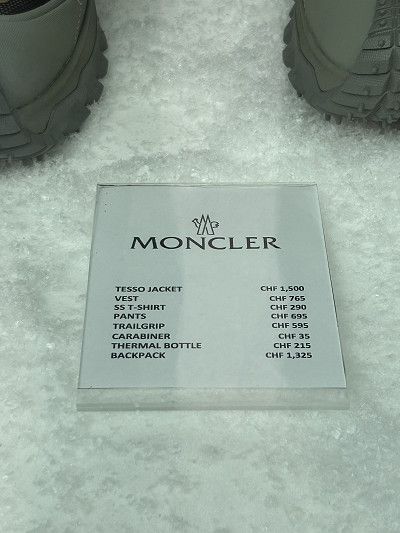 MONCLER
TESSO JACKET CHF 1,500
VEST CHF 765
SS T-SHIRT CHF 290
PANTS CHF 695
TRAILGRIP CHF 595
CARABINER CHF 35
THERMAL BOTTLE CHF 215
BACKPACK CHF 1,325